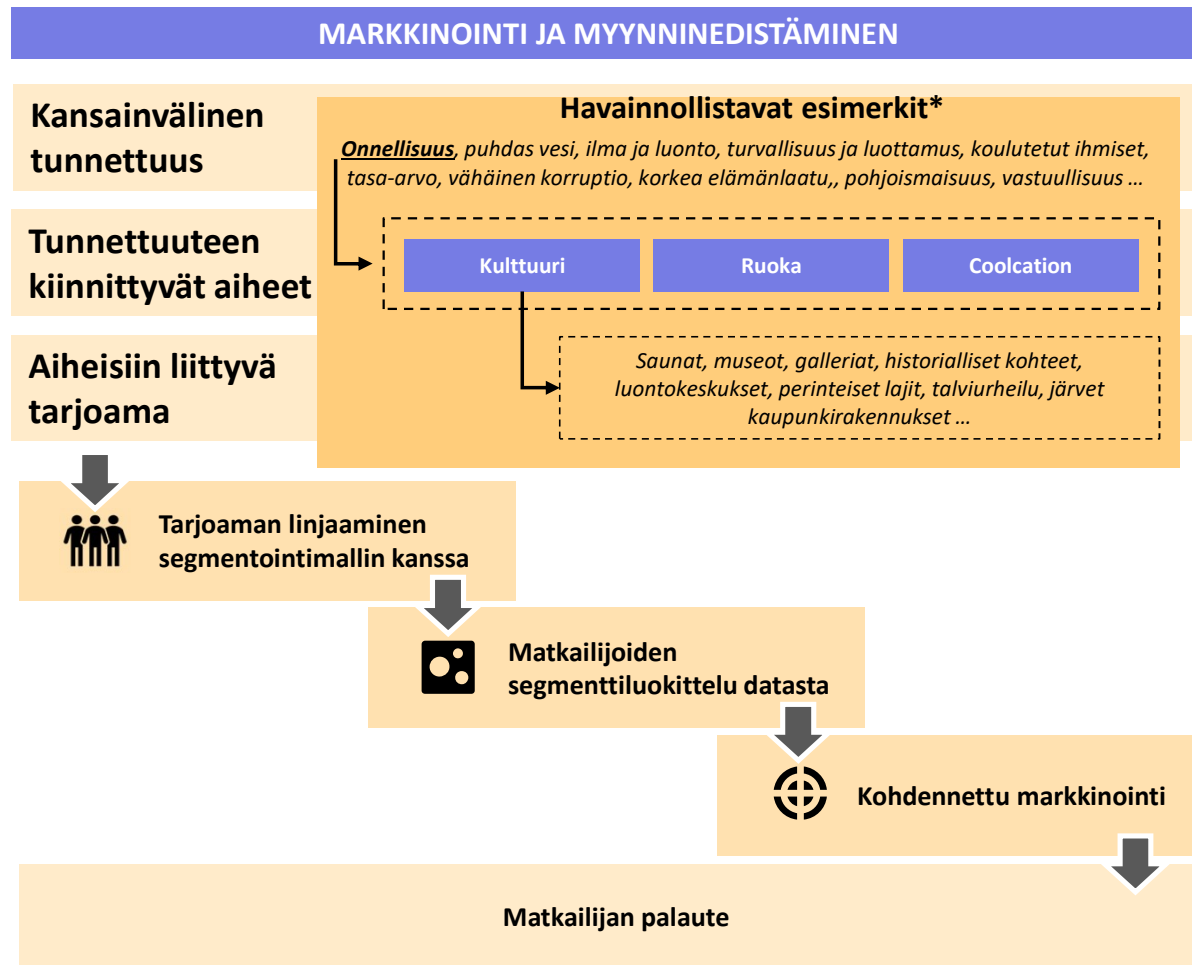 MARKKINOINTI JA MYYNNINEDISTÄMINEN
Kansainvälinen
tunnettuus
Havainnollistavat esimerkit*
Onnellisuus, puhdas vesi, ilma ja luonto, turvallisuus ja luottamus, koulutetut ihmiset,
tasa-arvo, vähäinen korruptio, korkea elämänlaatu,, pohjoismaisuus, vastuullisuus …
Tunnettuuteen
kiinnittyvät aiheet
Kulttuuri
Ruoka
Coolcation
Aiheisiin liittyvä
tarjoama
Saunat, museot, galleriat, historialliset kohteet,
luontokeskukset, perinteiset lajit, talviurheilu, järvet
kaupunkirakennukset …
Tarjoaman linjaaminen
segmentointimallin kanssa
Matkailijoiden
segmenttiluokittelu datasta
Kohdennettu markkinointi
Matkailijan palaute